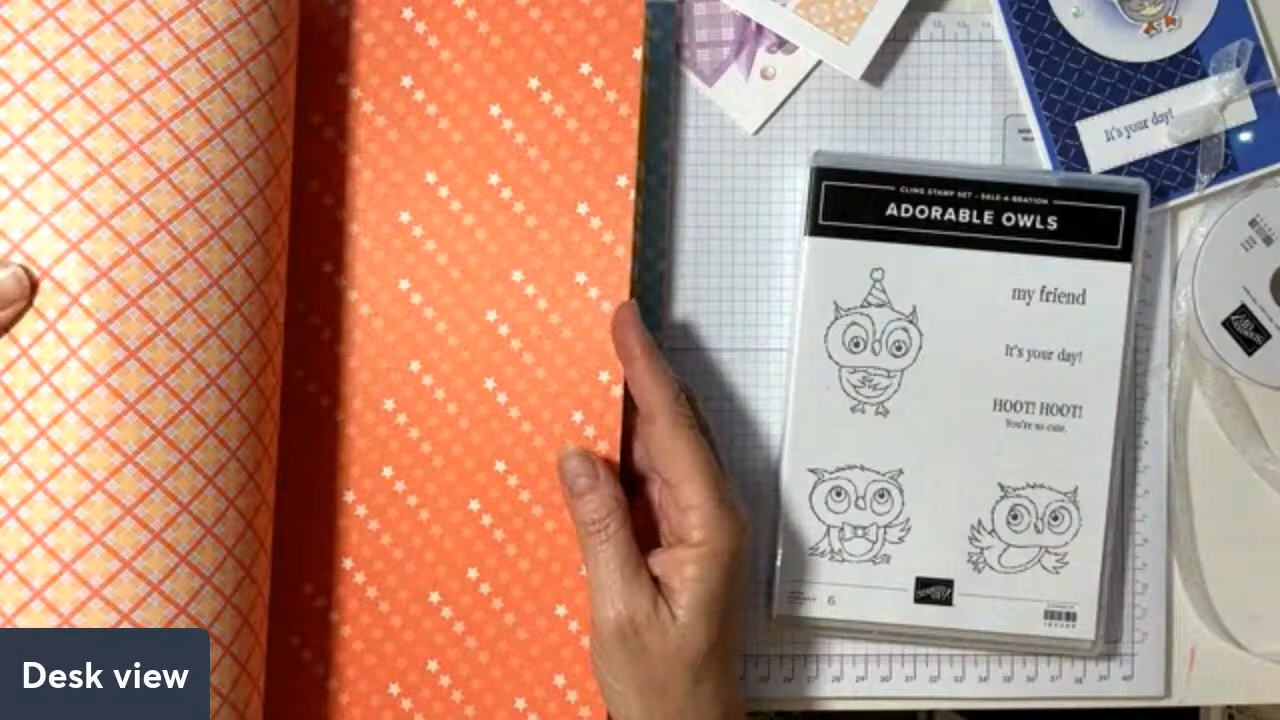 It's your day!
CLING STAMP SET - SALE-A-BRATION
ADORABLE OWLS
my friend
It's your day!
HOOT! HOOT!
You're so cute.
6
Desk view